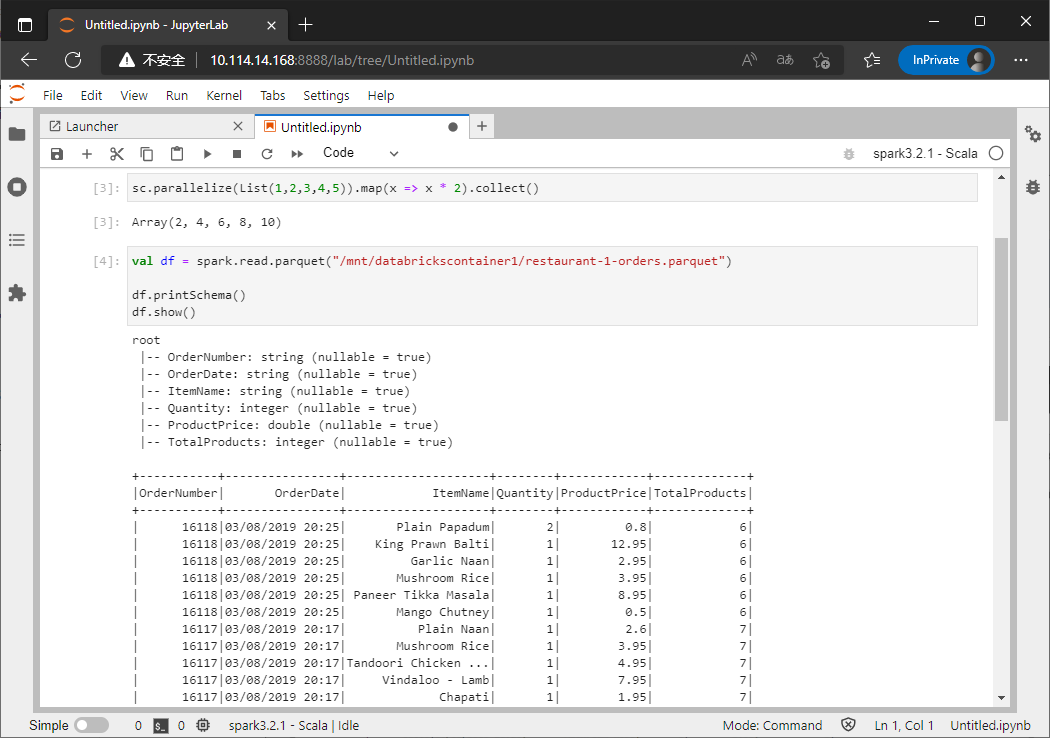 Untitled.ipynb - JupyterLab
不安全 10.114.14.168:8888/lab/tree/Untitled.ipynb
InPrivate
File Edit View Run Kernel Tabs Settings Help
Launcher
Untitled.ipynb
Code
spark3.2.1 - Scala
[3]: sc.parallelize(List(1,2,3,4,5)).map(x => x * 2).collect()
[3]: Array(2, 4, 6, 8, 10)
[4]: val df = spark.read.parquet("/mnt/databrickscontainer1/restaurant-1-orders.parquet")
df.printSchema()
df.show()
root
 |-- OrderNumber: string (nullable = true)
 |-- OrderDate: string (nullable = true)
 |-- ItemName: string (nullable = true)
 |-- Quantity: integer (nullable = true)
 |-- ProductPrice: double (nullable = true)
 |-- TotalProducts: integer (nullable = true)
+-----------+----------------+--------------------+--------+------------+-------------+
|OrderNumber|       OrderDate|            ItemName|Quantity|ProductPrice|TotalProducts|
+-----------+----------------+--------------------+--------+------------+-------------+
|      16118|03/08/2019 20:25|       Plain Papadum|       2|         0.8|            6|
|      16118|03/08/2019 20:25|    King Prawn Balti|       1|       12.95|            6|
|      16118|03/08/2019 20:25|         Garlic Naan|       1|        2.95|            6|
|      16118|03/08/2019 20:25|       Mushroom Rice|       1|        3.95|            6|
|      16118|03/08/2019 20:25| Paneer Tikka Masala|       1|        8.95|            6|
|      16118|03/08/2019 20:25|       Mango Chutney|       1|         0.5|            6|
|      16117|03/08/2019 20:17|          Plain Naan|       1|         2.6|            7|
|      16117|03/08/2019 20:17|       Mushroom Rice|       1|        3.95|            7|
|      16117|03/08/2019 20:17|Tandoori Chicken ...|       1|        4.95|            7|
|      16117|03/08/2019 20:17|     Vindaloo - Lamb|       1|        7.95|            7|
|      16117|03/08/2019 20:17|             Chapati|       1|        1.95|            7|
Simple 0 0 spark3.2.1 - Scala | Idle Mode: Command Ln 1, Col 1 Untitled.ipynb